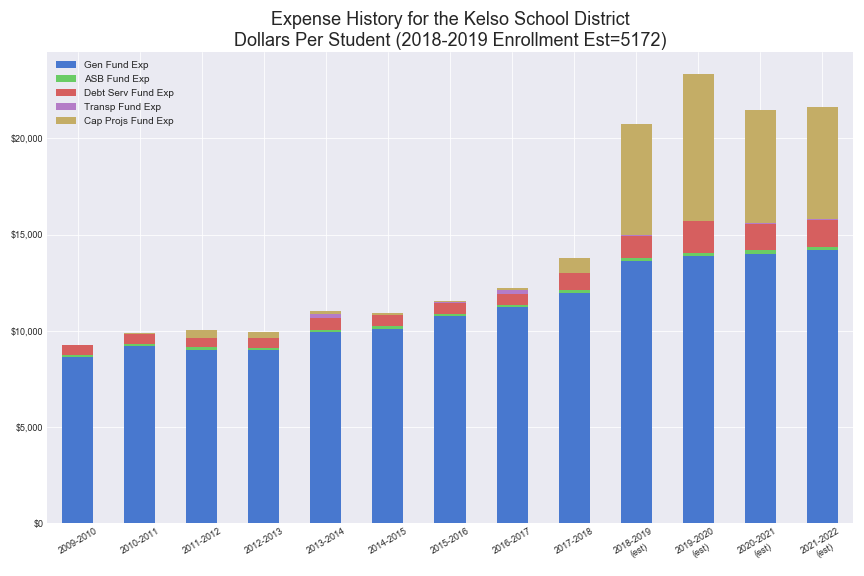 Expense History for the Kelso School District
Dollars Per Student (2018-2019 Enrollment Est=5172)
Gen Fund Exp
ASB Fund Exp
Debt Serv Fund Exp
Transp Fund Exp
Cap Projs Fund Exp
$20,000
$15,000
$10,000
$5,000
$0
2009-2010
2010-2011
2011-2012
2012-2013
2013-2014
2014-2015
2015-2016
2016-2017
2017-2018
2018-2019
(est)
2019-2020
(est)
2020-2021
(est)
2021-2022
(est)